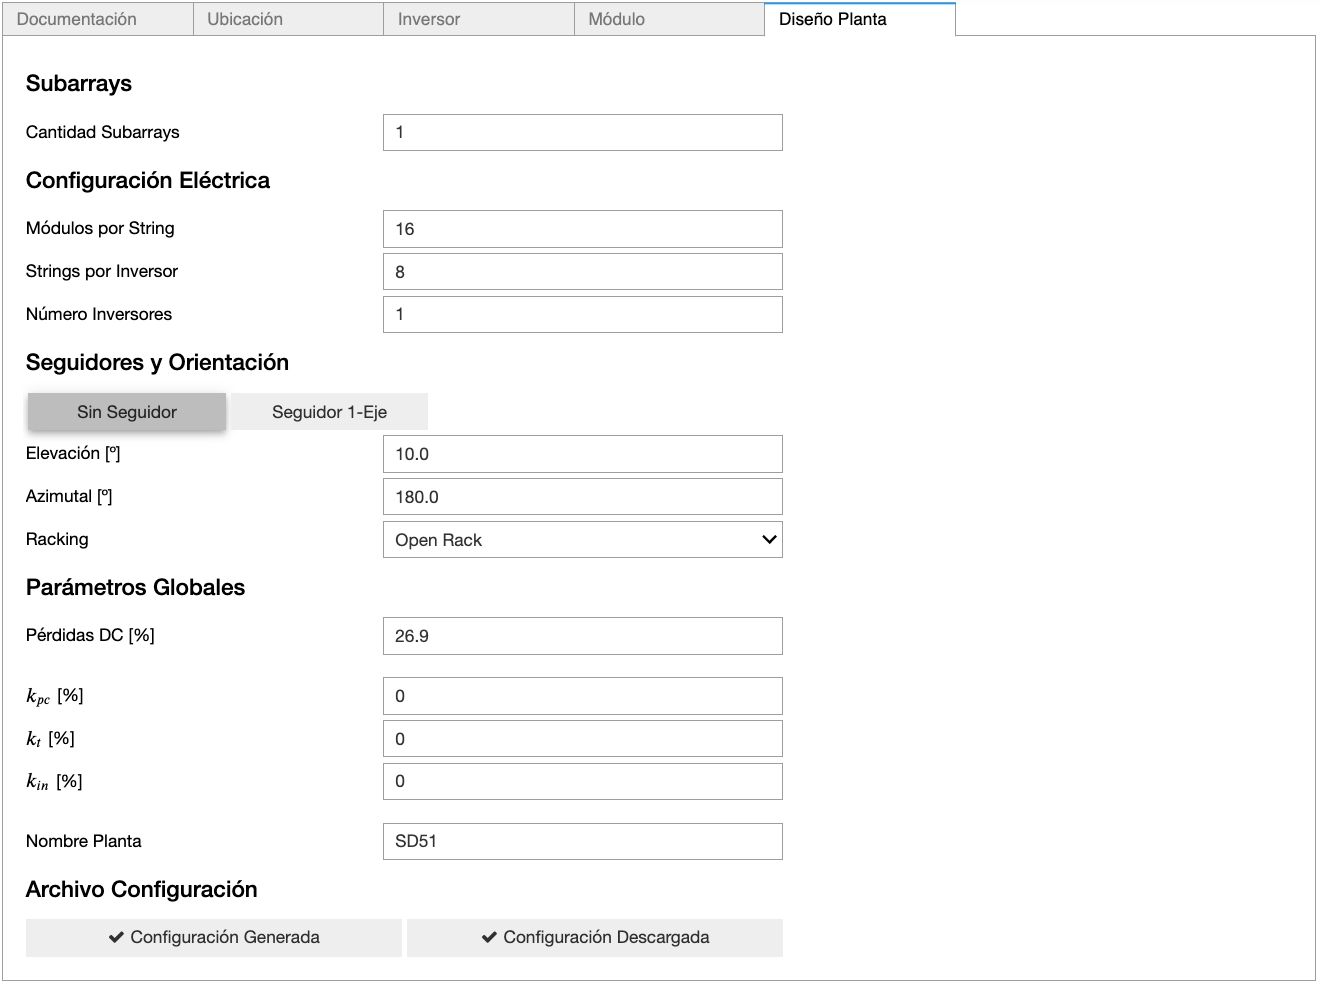 Documentación Ubicación Inversor Módulo Diseño Planta
Subarrays
Cantidad Subarrays 1
Configuración Eléctrica
Módulos por String 16
Strings por Inversor 8
Número Inversores 1
Seguidores y Orientación
Sin Seguidor Seguidor 1-Eje
Elevación [º] 10.0
Azimutal [º] 180.0
Racking Open Rack
Parámetros Globales
Pérdidas DC [%] 26.9
k_pc [%] 0
k_t [%] 0
k_in [%] 0
Nombre Planta SD51
Archivo Configuración
✔ Configuración Generada ✔ Configuración Descargada